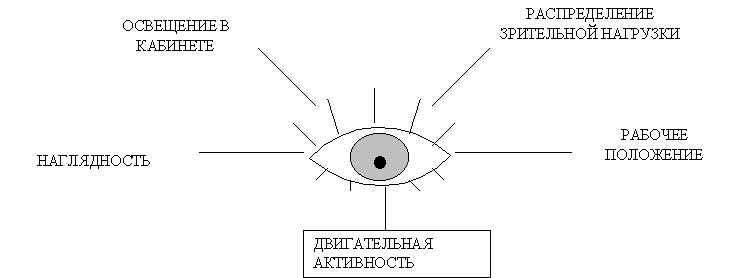 ОСВЕЩЕНИЕ В
КАБИНЕТЕ
РАСПРЕДЕЛЕНИЕ
ЗРИТЕЛЬНОЙ НАГРУЗКИ
НАГЛЯДНОСТЬ
РАБОЧЕЕ
ПОЛОЖЕНИЕ
ДВИГАТЕЛЬНАЯ
АКТИВНОСТЬ